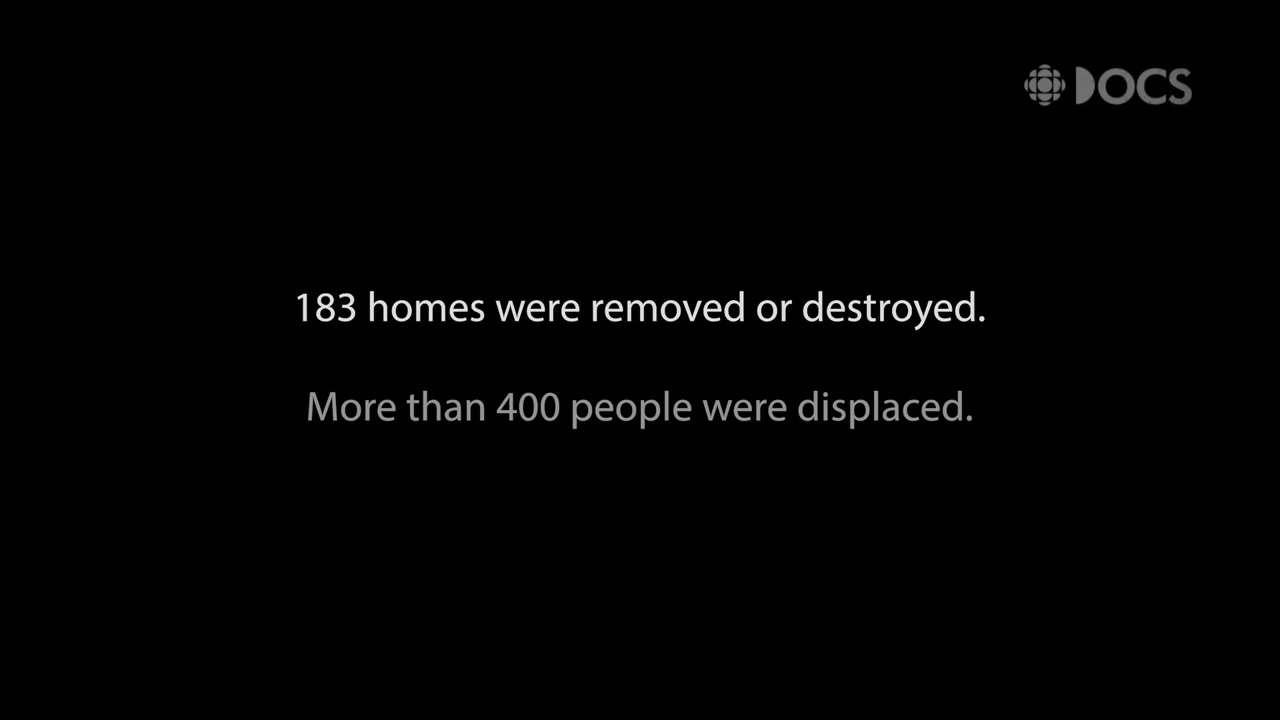 DOCS
183 homes were removed or destroyed.
More than 400 people were displaced.